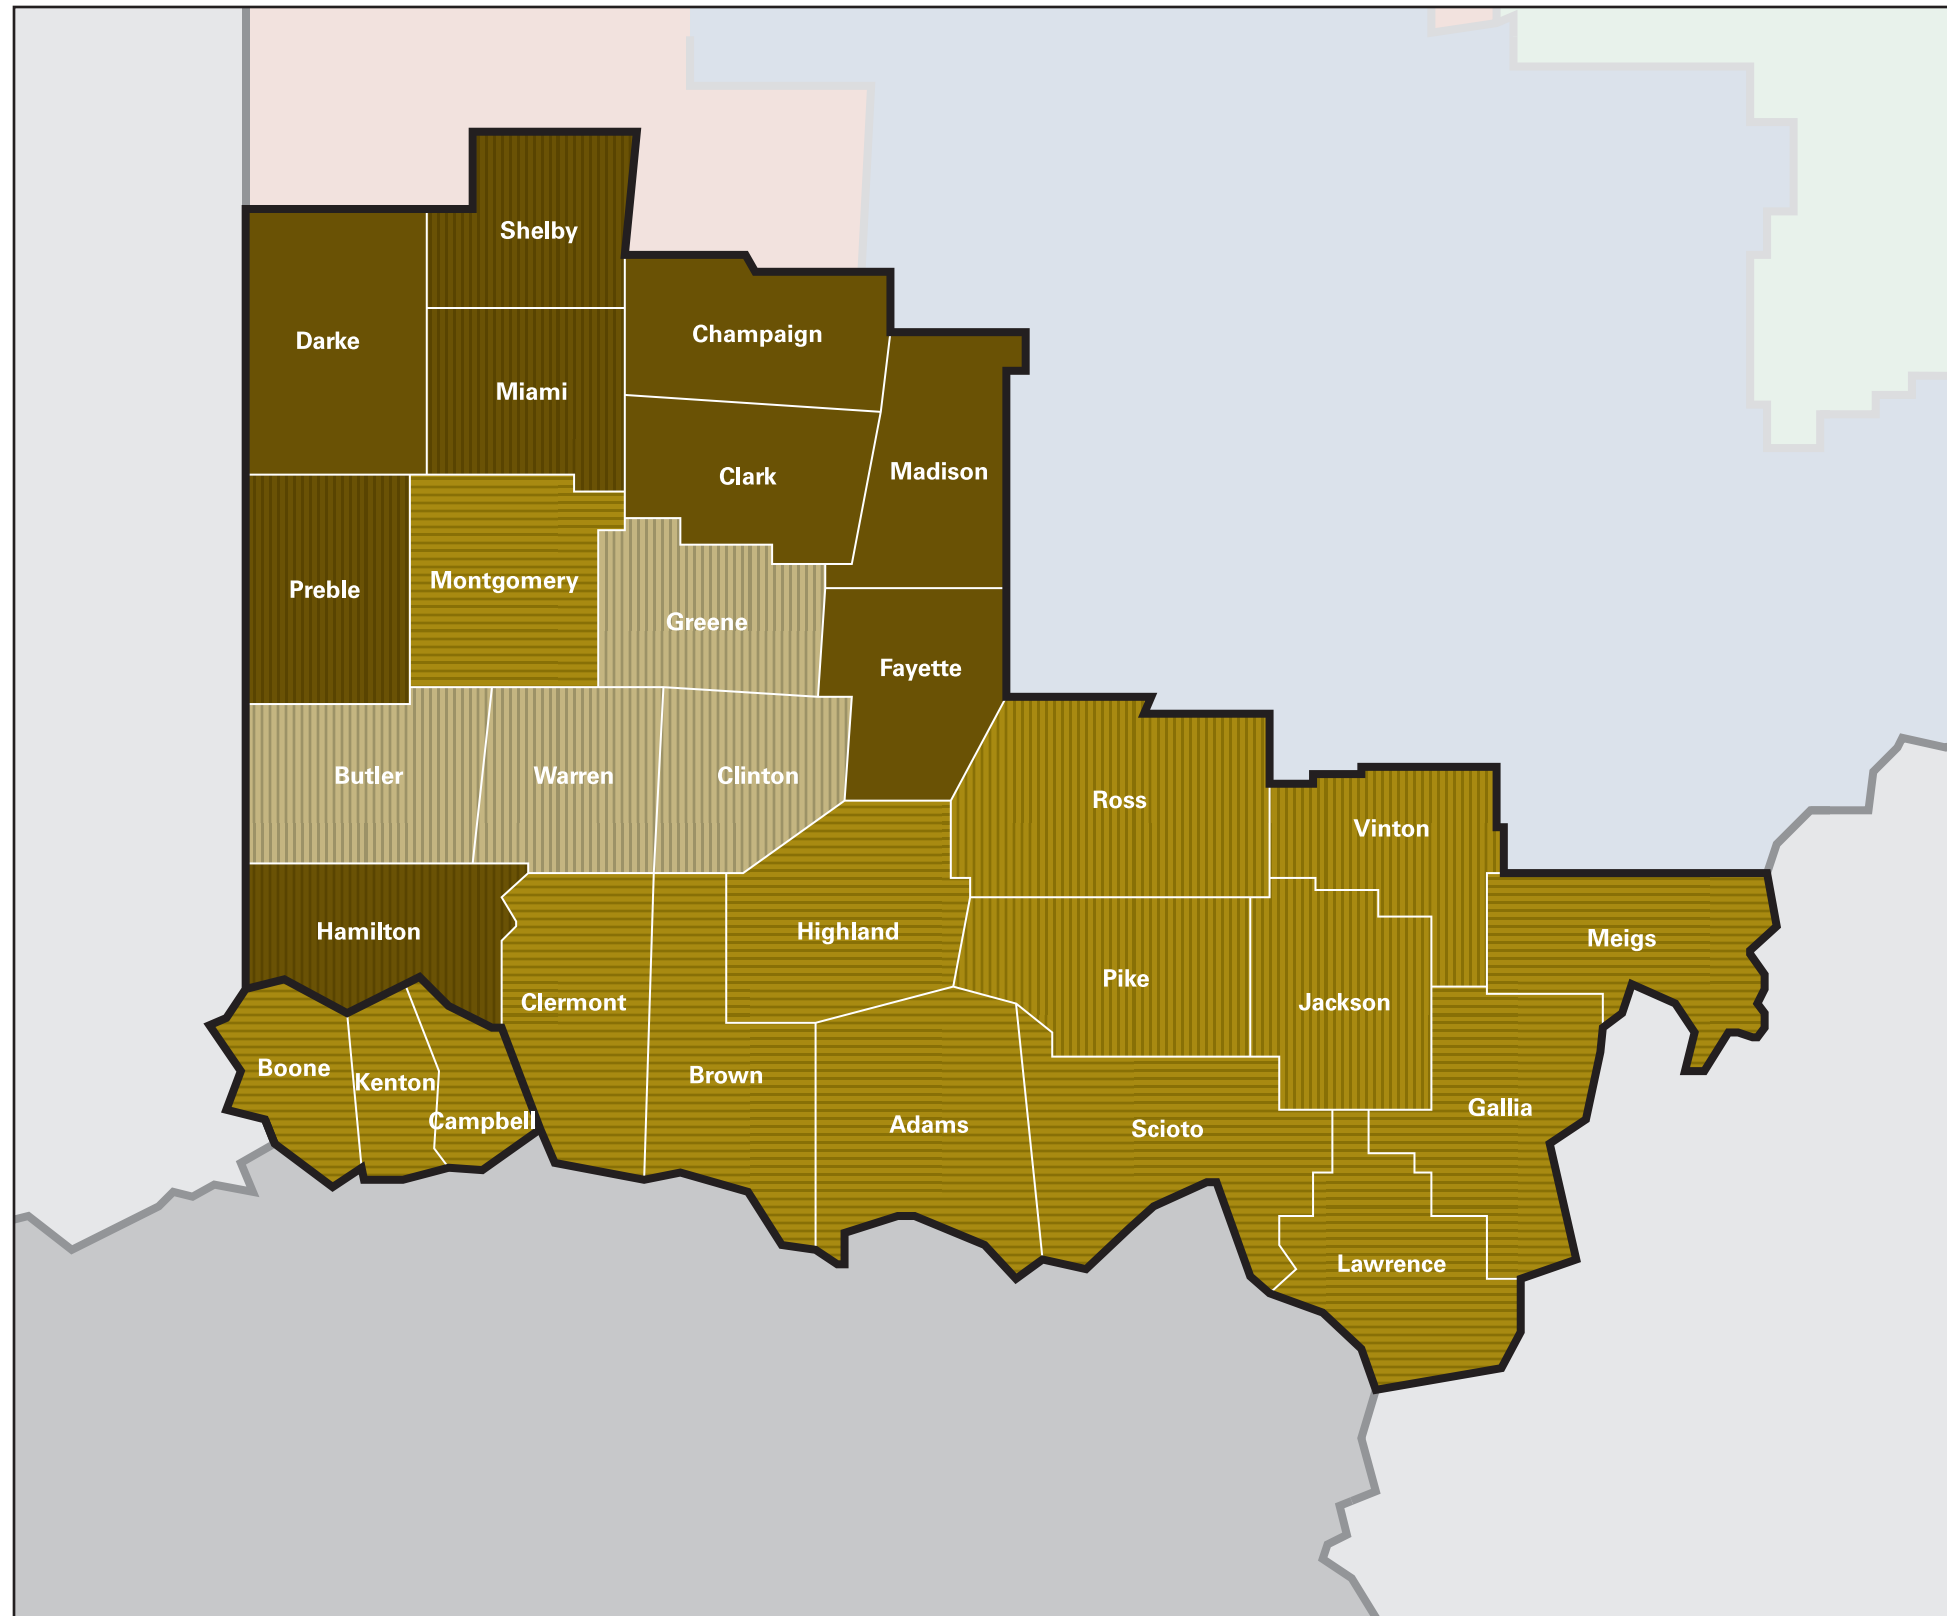 Shelby
Darke
Champaign
Miami
Madison
Clark
Montgomery
Preble
Greene
Fayette
Butler
Warren
Clinton
Ross
Vinton
Hamilton
Highland
Meigs
Pike
Clermont
Jackson
Boone
Brown
Kenton
Gallia
Campbell
Adams
Scioto
Lawrence